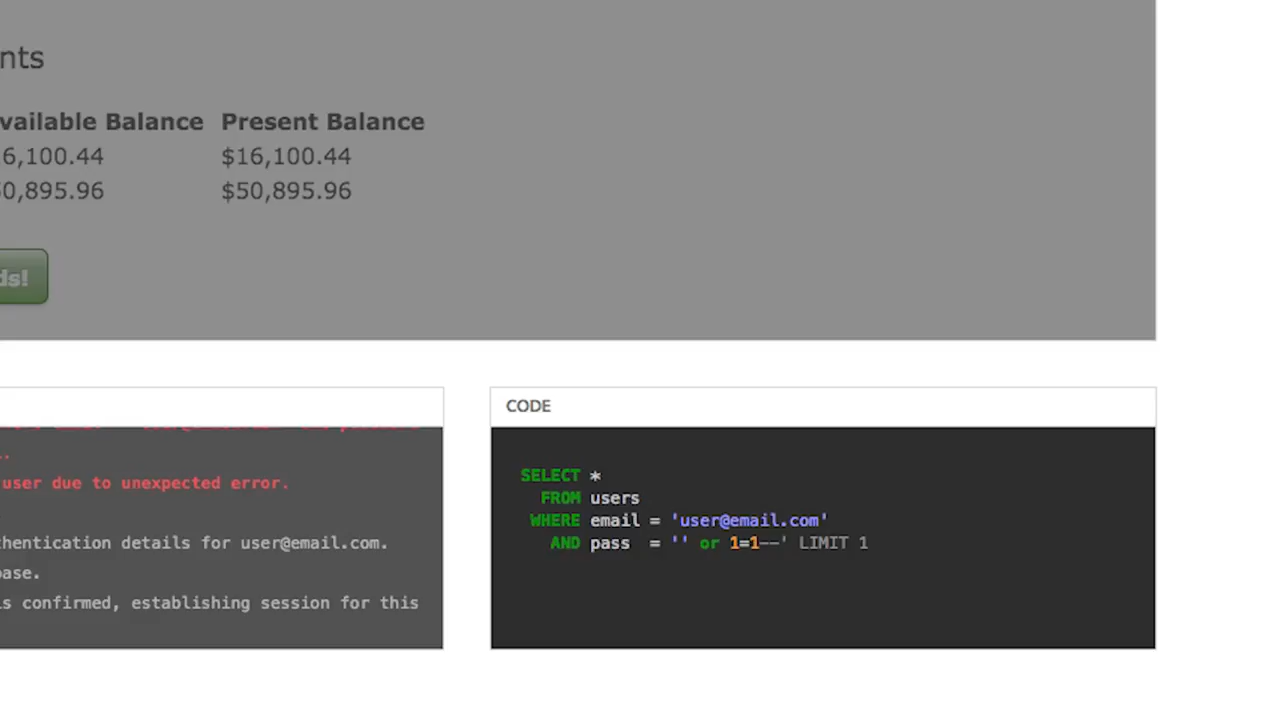 nts
vailable Balance Present Balance
6,100.44 $16,100.44
0,895.96 $50,895.96
ds!
CODE
.
user due to unexpected error.
hentication details for user@email.com.
ase.
s confirmed, establishing session for this
SELECT *
FROM users
WHERE email = 'user@email.com'
AND pass = '' or 1=1--' LIMIT 1